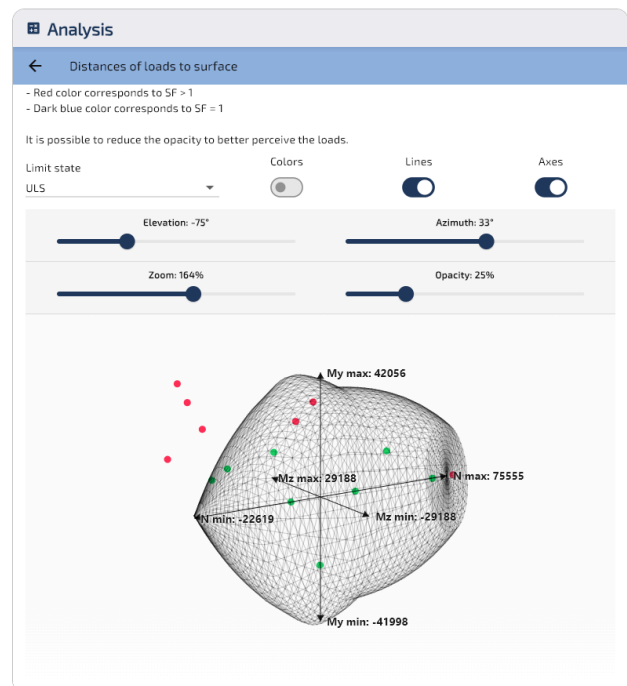 Analysis
Distances of loads to surface
- Red color corresponds to SF > 1
- Dark blue color corresponds to SF = 1
It is possible to reduce the opacity to better perceive the loads.
Limit state
Colors
Lines
Axes
ULS
Elevation: -75°
Azimuth: 33°
Zoom: 164%
Opacity: 25%
My max: 42056
Mz max: 29188
N max: 75555
N min: -22619
Mz min: -29188
My min: -41998